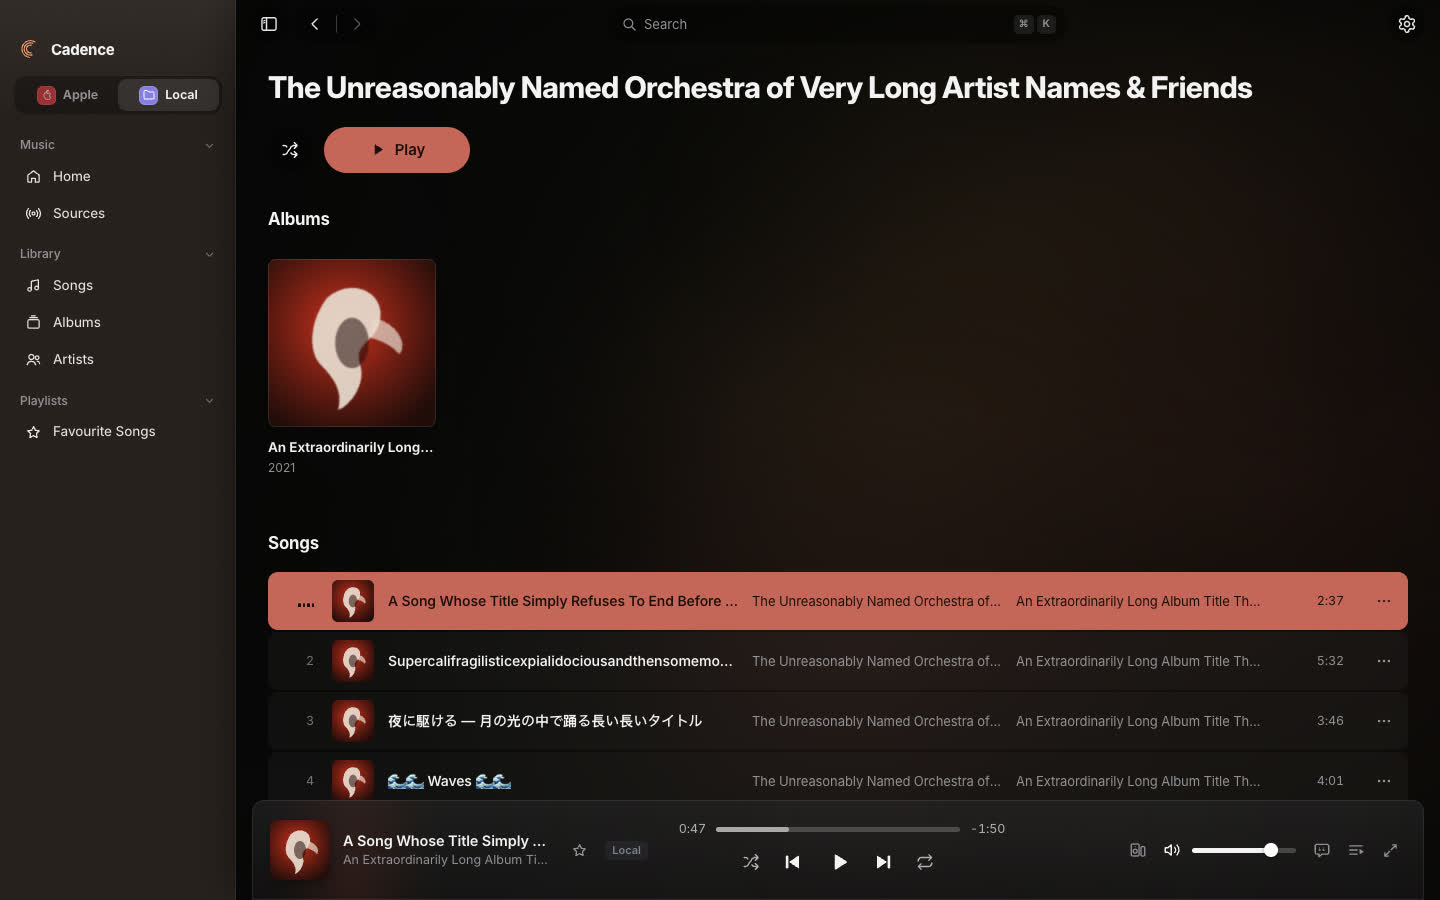 Cadence
Apple
Local
Music
Home
Sources
Library
Songs
Albums
Artists
Playlists
Favourite Songs
Search
⌘ K
The Unreasonably Named Orchestra of Very Long Artist Names & Friends
Play
Albums
An Extraordinarily Long...
2021
Songs
A Song Whose Title Simply Refuses To End Before ... The Unreasonably Named Orchestra of... An Extraordinarily Long Album Title Th... 2:37
2 Supercalifragilisticexpialidociousandthensomemo... The Unreasonably Named Orchestra of... An Extraordinarily Long Album Title Th... 5:32
3 夜に駆ける — 月の光の中で踊る長い長いタイトル The Unreasonably Named Orchestra of... An Extraordinarily Long Album Title Th... 3:46
4 🌊🌊 Waves 🌊🌊 The Unreasonably Named Orchestra of... An Extraordinarily Long Album Title Th... 4:01
A Song Whose Title Simply ...
An Extraordinarily Long Album Ti...
Local
0:47
-1:50